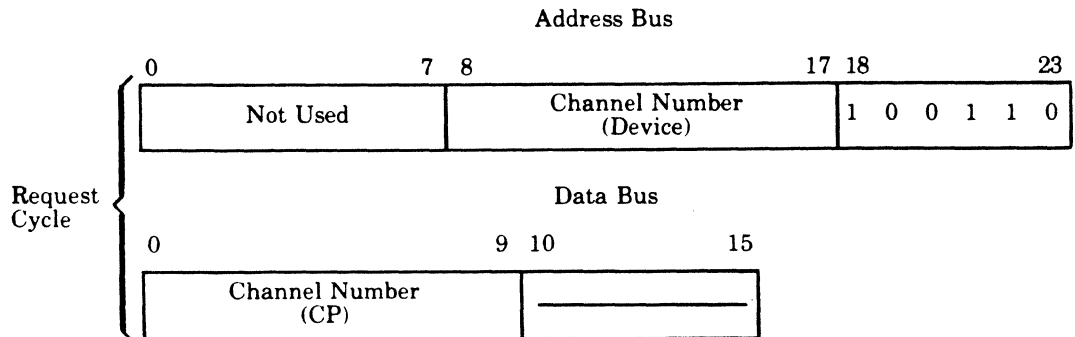 Address Bus
0 7 8 17 18 23
Not Used
Channel Number
(Device)
1 0 0 1 1 0
Request
Cycle
Data Bus
0 9 10 15
Channel Number
(CP)